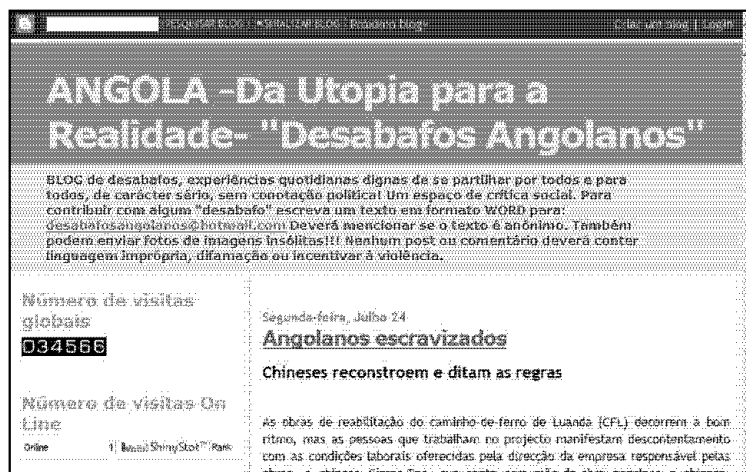 PESQUISAR BLOG | SINALIZAR BLOG Próximo blog» Criar um blog | Login
ANGOLA -Da Utopia para a
Realidade- "Desabafos Angolanos"
BLOG de desabafos, experiências quotidianas dignas de se partilhar por todos e para
todos, de carácter sério, sem conotação política! Um espaço de crítica social. Para
contribuir com algum "desabafo" escreva um texto em formato WORD para:
desabafosangolanos@hotmail.com Deverá mencionar se o texto é anónimo. Também
podem enviar fotos de imagens insólitas!!! Nenhum post ou comentário deverá conter
linguagem imprópria, difamação ou incentivar à violência.
Número de visitas
globais
034566
Número de visitas On
Line
Online 1 ShinyStat™ Rank
Segunda-feira, Julho 24
Angolanos escravizados
Chineses reconstroem e ditam as regras
As obras de reabilitação do caminho-de-ferro de Luanda (CFL) decorrem a bom
ritmo, mas as pessoas que trabalham no projecto manifestam descontentamento
com as condições laborais oferecidas pela direcção da empresa responsável pelas